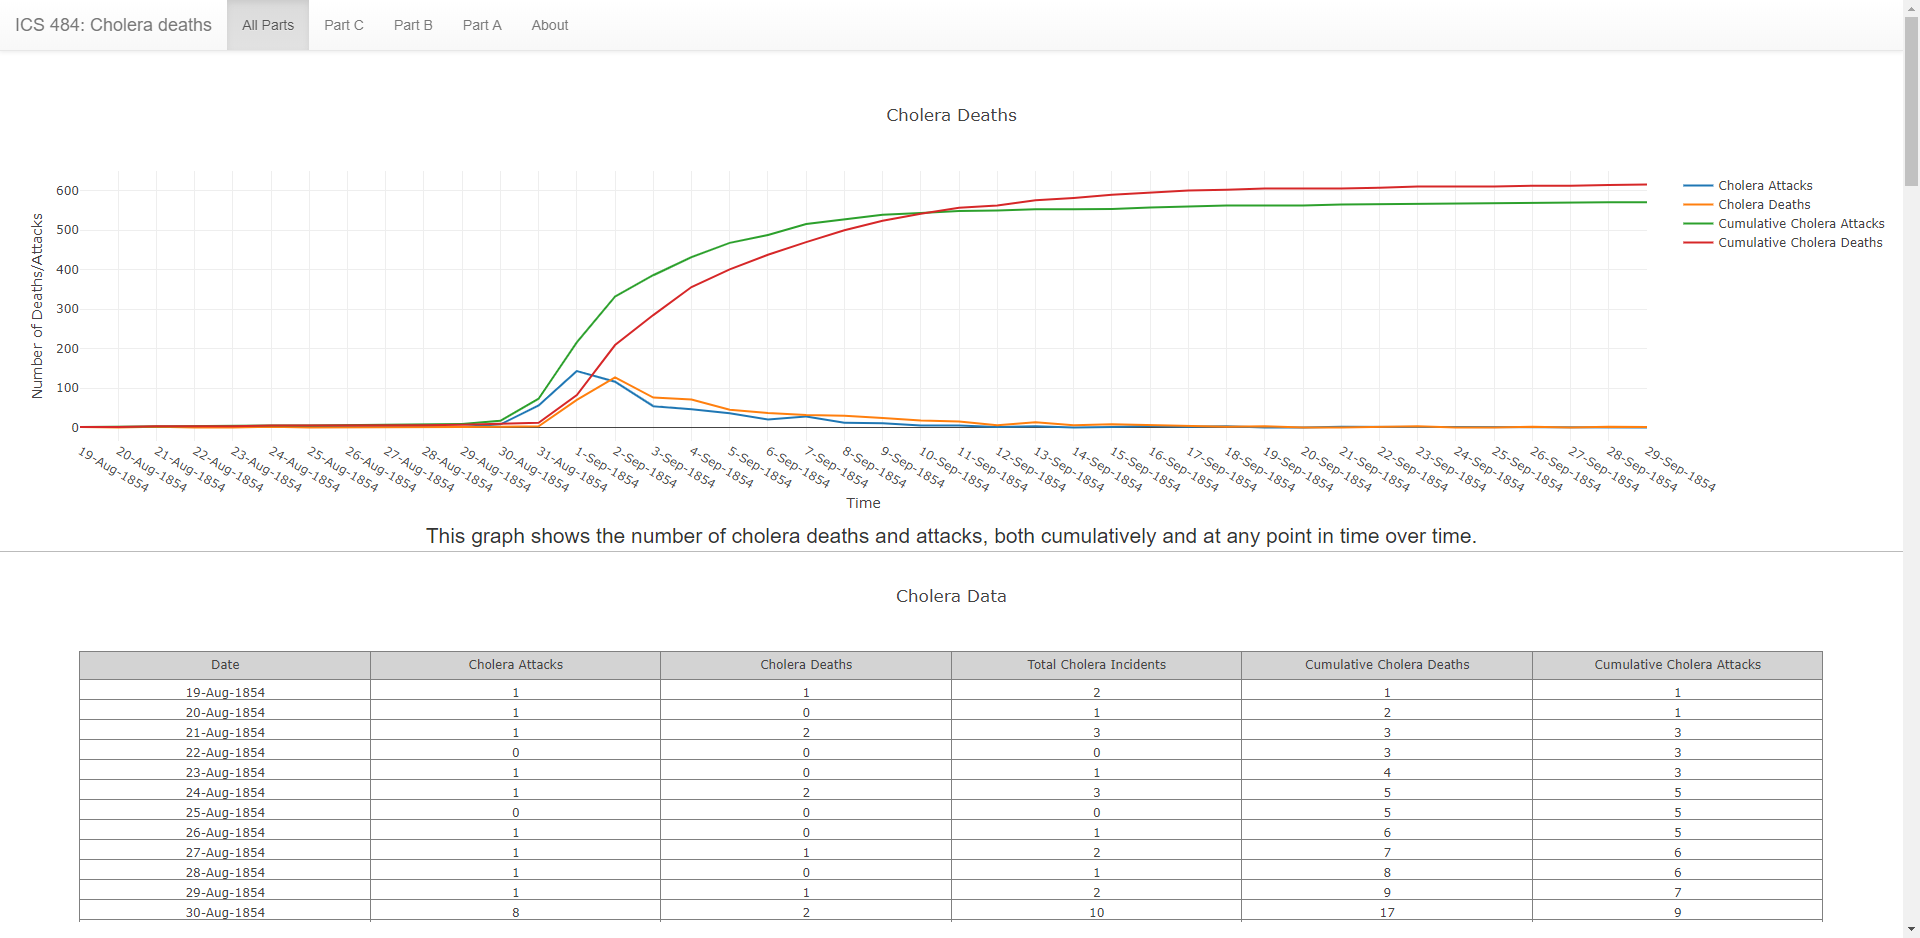 ICS 484: Cholera deaths All Parts Part C Part B Part A About
Cholera Deaths
Number of Deaths/Attacks
600
500
400
300
200
100
0
19-Aug-1854 20-Aug-1854 21-Aug-1854 22-Aug-1854 23-Aug-1854 24-Aug-1854 25-Aug-1854 26-Aug-1854 27-Aug-1854 28-Aug-1854 29-Aug-1854 30-Aug-1854 31-Aug-1854 1-Sep-1854 2-Sep-1854 3-Sep-1854 4-Sep-1854 5-Sep-1854 6-Sep-1854 7-Sep-1854 8-Sep-1854 9-Sep-1854 10-Sep-1854 11-Sep-1854 12-Sep-1854 13-Sep-1854 14-Sep-1854 15-Sep-1854 16-Sep-1854 17-Sep-1854 18-Sep-1854 19-Sep-1854 20-Sep-1854 21-Sep-1854 22-Sep-1854 23-Sep-1854 24-Sep-1854 25-Sep-1854 26-Sep-1854 27-Sep-1854 28-Sep-1854 29-Sep-1854
Time
Cholera Attacks
Cholera Deaths
Cumulative Cholera Attacks
Cumulative Cholera Deaths
This graph shows the number of cholera deaths and attacks, both cumulatively and at any point in time over time.
Cholera Data
Date Cholera Attacks Cholera Deaths Total Cholera Incidents Cumulative Cholera Deaths Cumulative Cholera Attacks
19-Aug-1854 1 1 2 1 1
20-Aug-1854 1 0 1 2 1
21-Aug-1854 1 2 3 3 3
22-Aug-1854 0 0 0 3 3
23-Aug-1854 1 0 1 4 3
24-Aug-1854 1 2 3 5 5
25-Aug-1854 0 0 0 5 5
26-Aug-1854 1 0 1 6 5
27-Aug-1854 1 1 2 7 6
28-Aug-1854 1 0 1 8 6
29-Aug-1854 1 1 2 9 7
30-Aug-1854 8 2 10 17 9